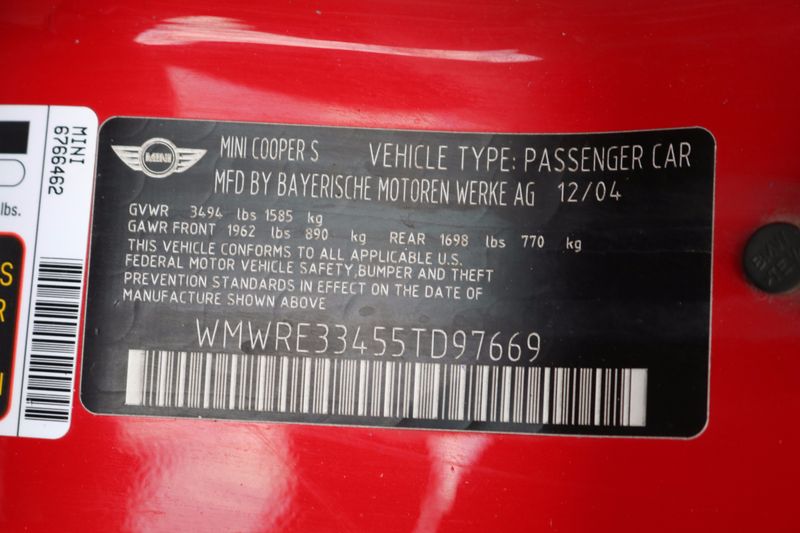 MINI
6766462
lbs.
S
R
N
MINI
MINI COOPER S VEHICLE TYPE: PASSENGER CAR
MFD BY BAYERISCHE MOTOREN WERKE AG 12/04
GVWR 3494 lbs 1585 kg
GAWR FRONT 1962 lbs 890 kg REAR 1698 lbs 770 kg
THIS VEHICLE CONFORMS TO ALL APPLICABLE U.S.
FEDERAL MOTOR VEHICLE SAFETY,BUMPER AND THEFT
PREVENTION STANDARDS IN EFFECT ON THE DATE OF
MANUFACTURE SHOWN ABOVE
WMWRE33455TD97669